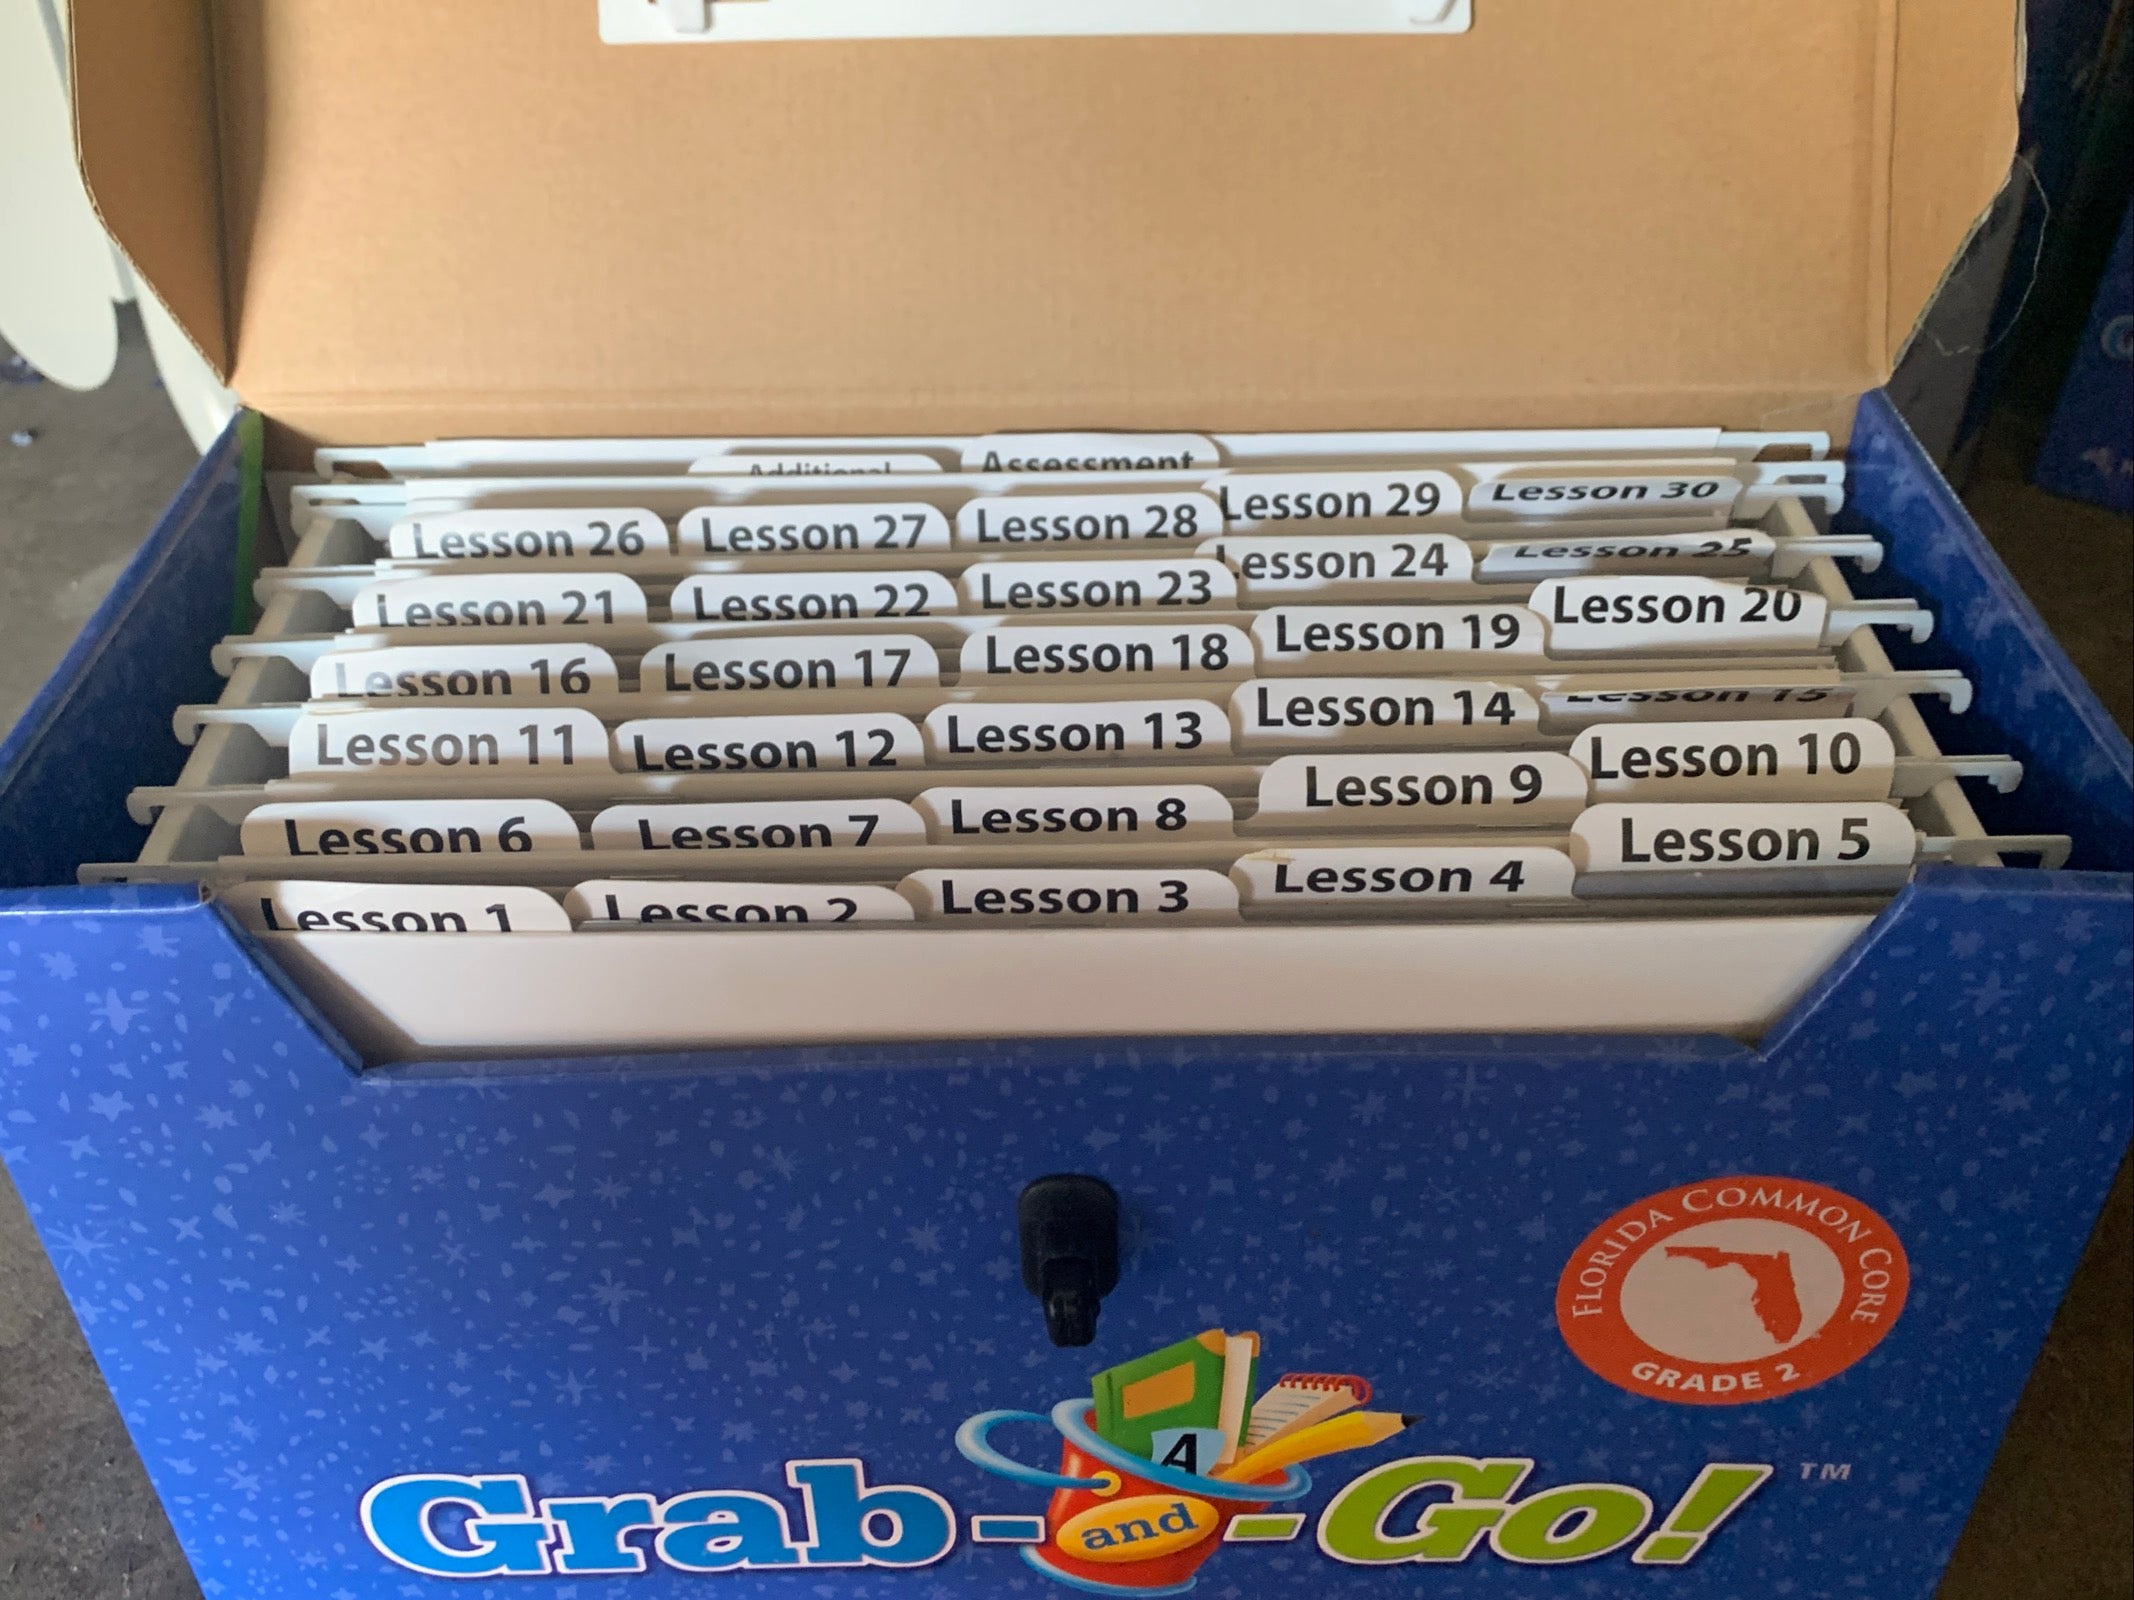 Additional
Assessment
Lesson 26
Lesson 27
Lesson 28
Lesson 29
Lesson 30
Lesson 21
Lesson 22
Lesson 23
Lesson 24
Lesson 25
Lesson 16
Lesson 17
Lesson 18
Lesson 19
Lesson 20
Lesson 11
Lesson 12
Lesson 13
Lesson 14
Lesson 15
Lesson 6
Lesson 7
Lesson 8
Lesson 9
Lesson 10
Lesson 1
Lesson 2
Lesson 3
Lesson 4
Lesson 5
FLORIDA COMMON CORE
GRADE 2
A
Grab-and-Go! ™